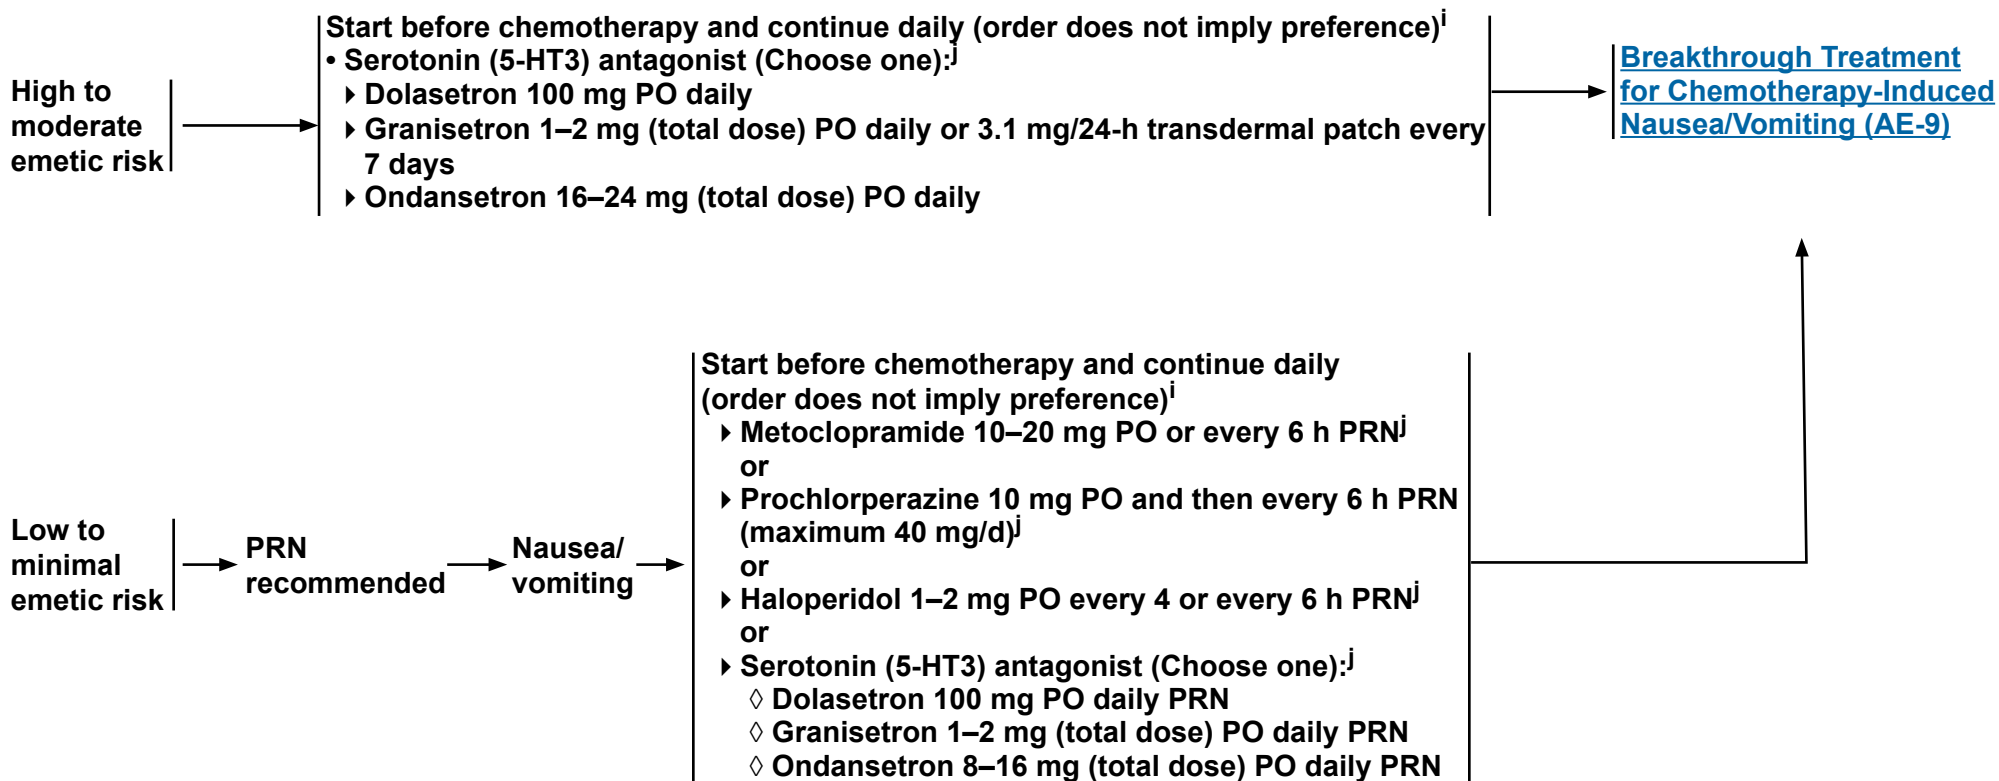 High to
moderate
emetic risk
Start before chemotherapy and continue daily (order does not imply preference)i
• Serotonin (5-HT3) antagonist (Choose one):j
Dolasetron 100 mg PO daily
Granisetron 1–2 mg (total dose) PO daily or 3.1 mg/24-h transdermal patch every
7 days
Ondansetron 16–24 mg (total dose) PO daily
Breakthrough Treatment
for Chemotherapy-Induced
Nausea/Vomiting (AE-9)
Low to
minimal
emetic risk
PRN
recommended
Nausea/
vomiting
Start before chemotherapy and continue daily
(order does not imply preference)i
Metoclopramide 10–20 mg PO or every 6 h PRNj
or
Prochlorperazine 10 mg PO and then every 6 h PRN
(maximum 40 mg/d)j
or
Haloperidol 1–2 mg PO every 4 or every 6 h PRNj
or
Serotonin (5-HT3) antagonist (Choose one):j
◊ Dolasetron 100 mg PO daily PRN
◊ Granisetron 1–2 mg (total dose) PO daily PRN
◊ Ondansetron 8–16 mg (total dose) PO daily PRN